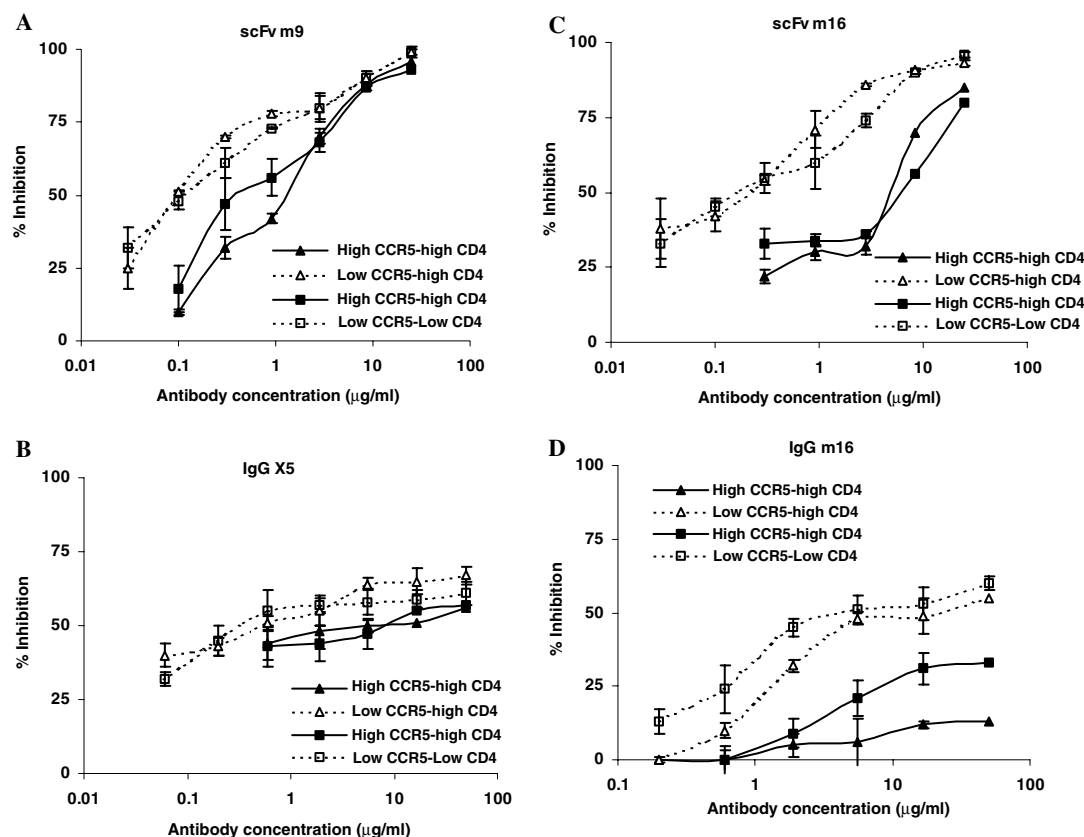 A
scFv m9
100
75
50
25
0
% Inhibition
High CCR5-high CD4
Low CCR5-high CD4
High CCR5-high CD4
Low CCR5-Low CD4
0.01 0.1 1 10 100
Antibody concentration (μg/ml)
B
IgG X5
100
75
50
25
0
% Inhibition
High CCR5-high CD4
Low CCR5-high CD4
High CCR5-high CD4
Low CCR5-Low CD4
0.01 0.1 1 10 100
Antibody concentration (μg/ml)
C
scFv m16
100
75
50
25
0
% Inhibition
High CCR5-high CD4
Low CCR5-high CD4
High CCR5-high CD4
Low CCR5-Low CD4
0.01 0.1 1 10 100
Antibody concentration (μg/ml)
D
IgG m16
High CCR5-high CD4
Low CCR5-high CD4
High CCR5-high CD4
Low CCR5-Low CD4
100
75
50
25
0
% Inhibition
0.1 1 10 100
Antibody concentration (μg/ml)